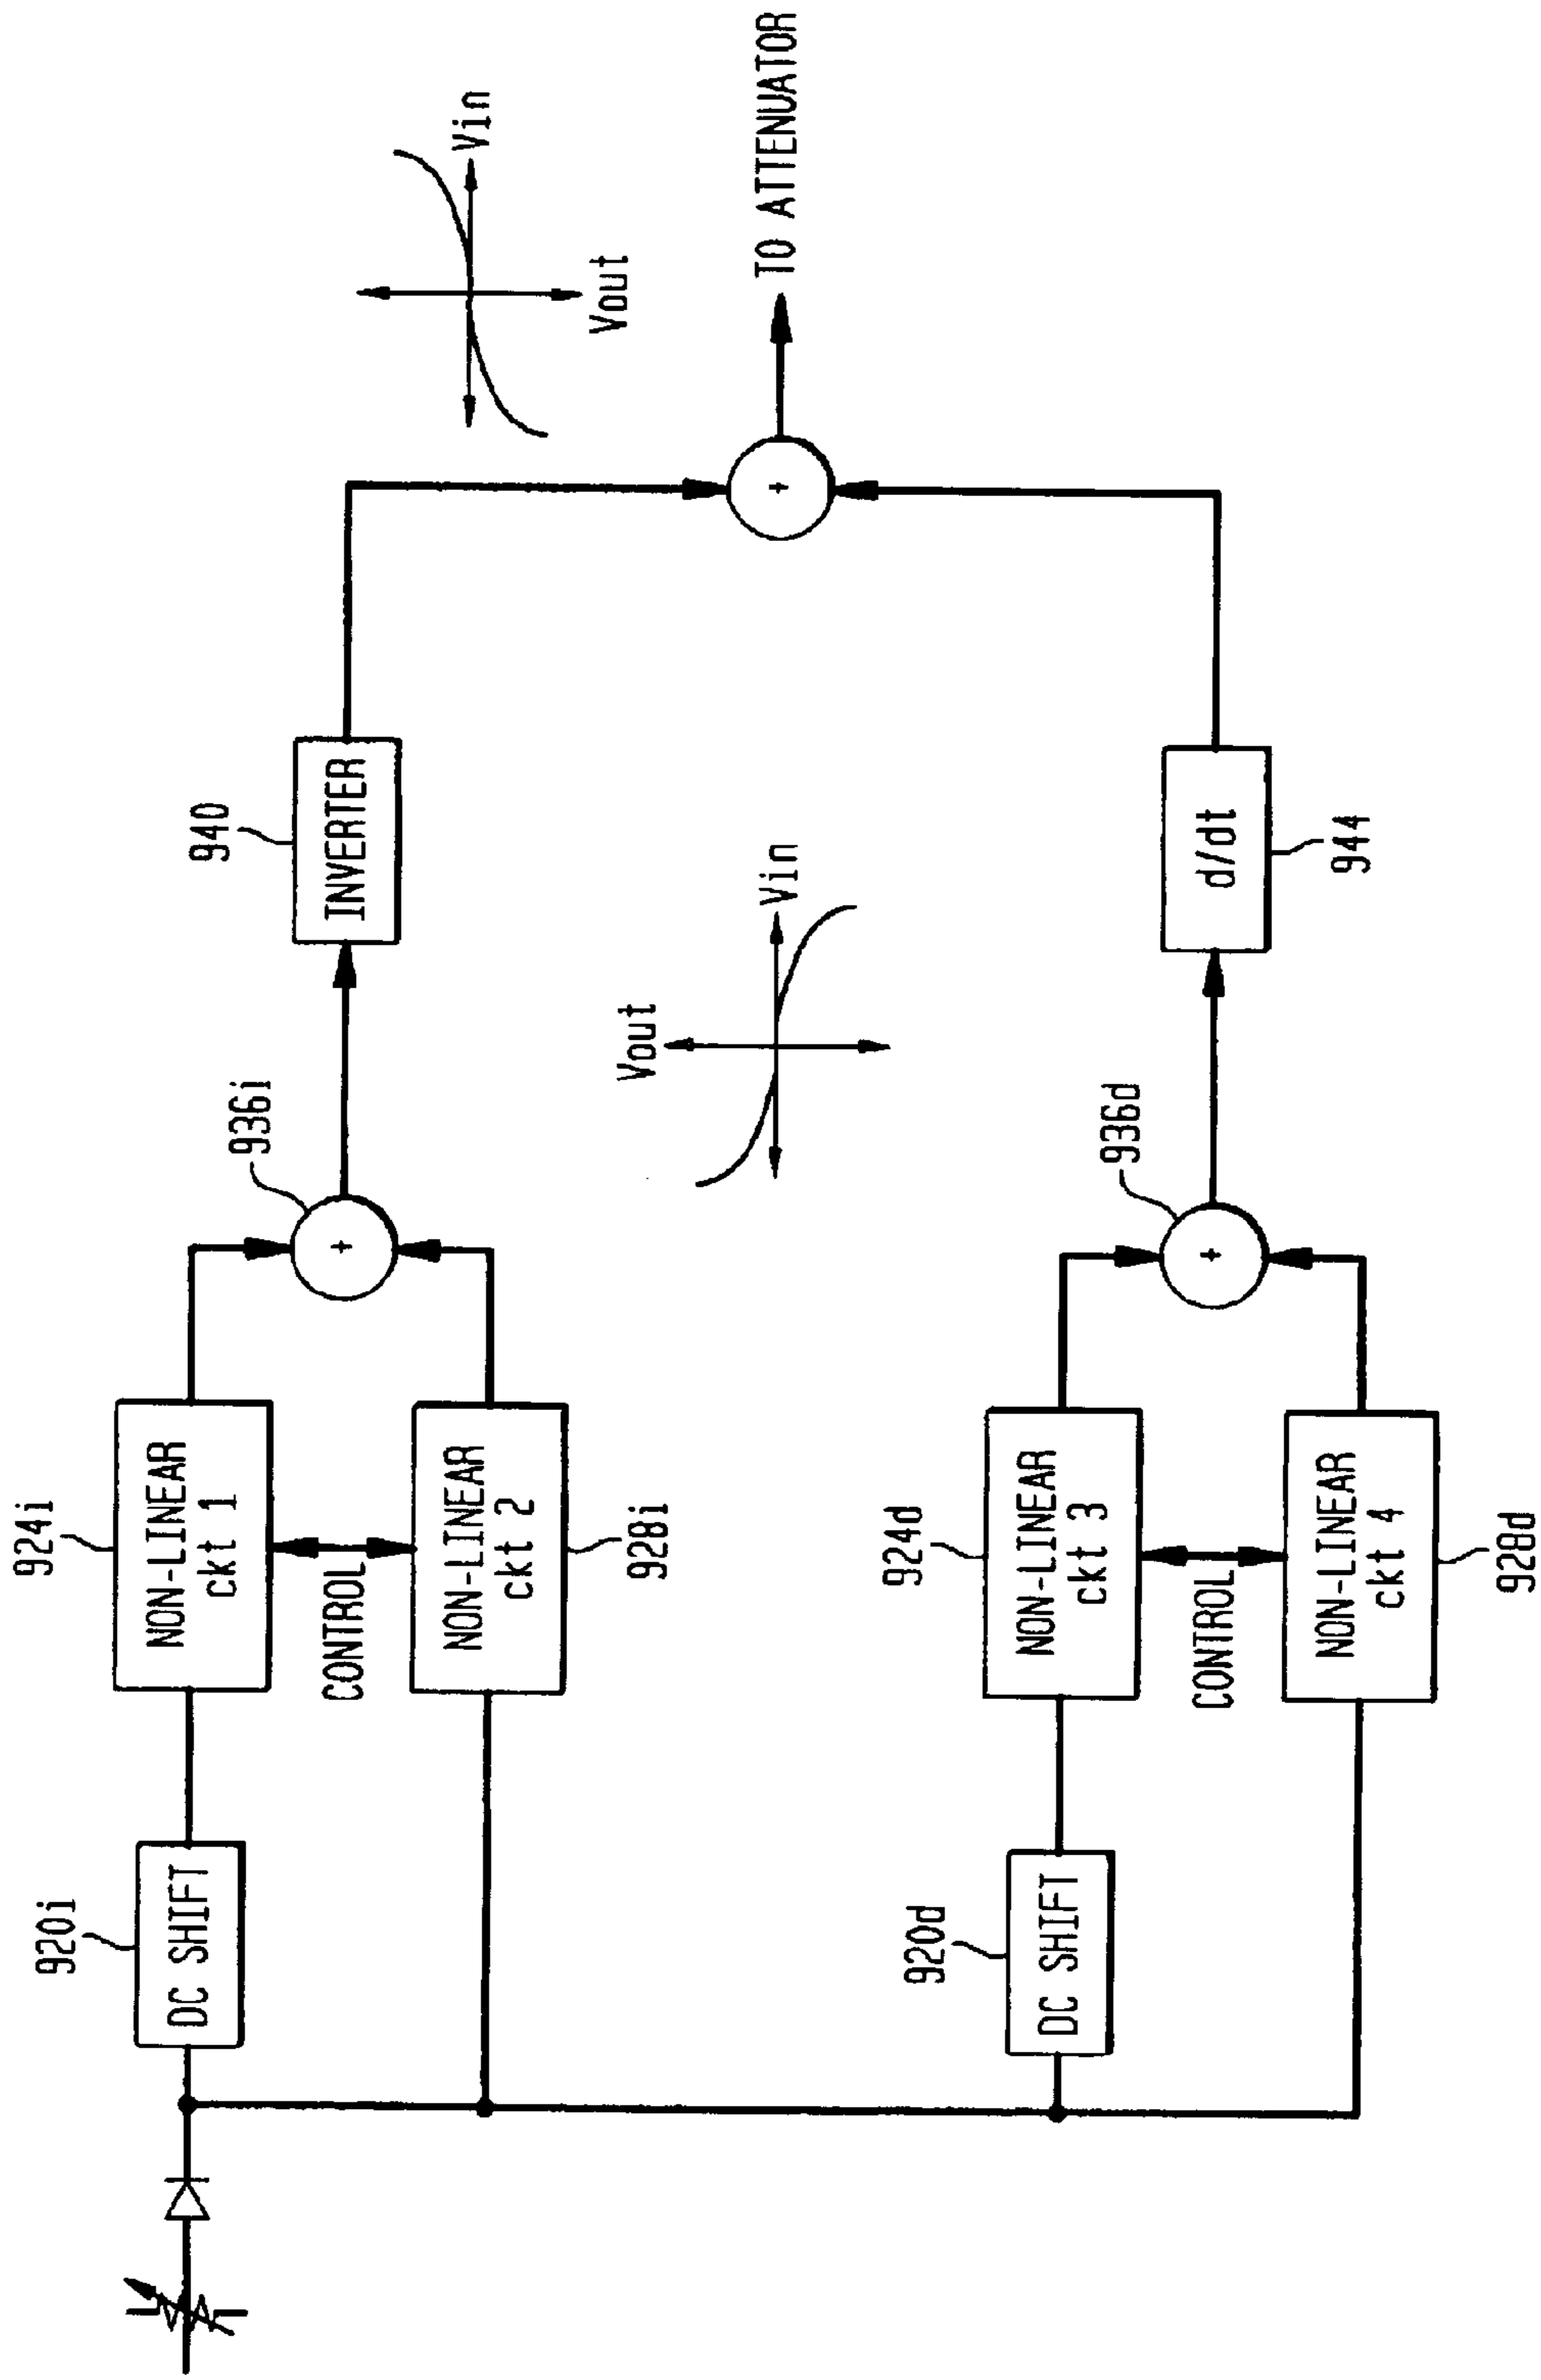 920i
DC SHIFT
924i
NON-LINEAR
ckt 1
CONTROL
NON-LINEAR
ckt 2
928i
936i
+
940
INVERTER
Vin
Vout
Vout
Vin
+
TO ATTENUATOR
920d
DC SHIFT
924d
NON-LINEAR
ckt 3
CONTROL
NON-LINEAR
ckt 4
928d
936d
+
d/dt
944